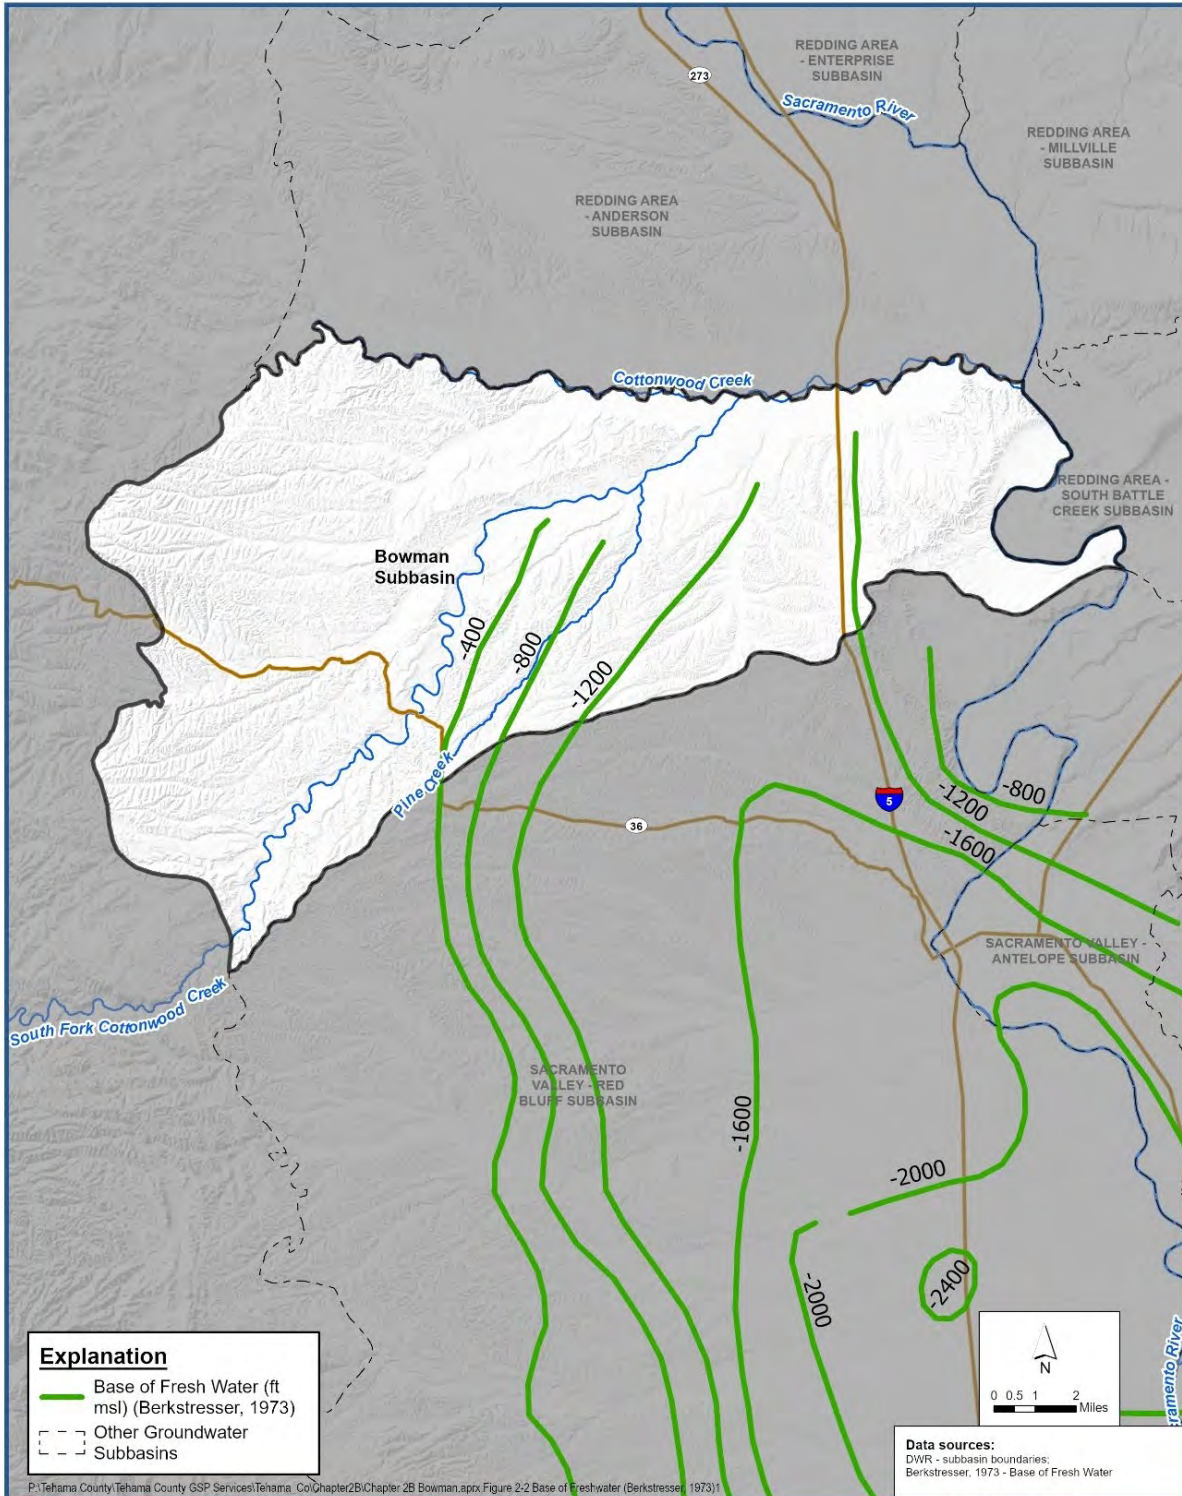 REDDING AREA
- ENTERPRISE
SUBBASIN
273
Sacramento River
REDDING AREA
- MILLVILLE
SUBBASIN
REDDING AREA
- ANDERSON
SUBBASIN
Cottonwood Creek
REDDING AREA -
SOUTH BATTLE
CREEK SUBBASIN
Bowman
Subbasin
-400
-800
-1200
Pine Creek
36
5
-800
-1200
-1600
SACRAMENTO VALLEY -
ANTELOPE SUBBASIN
South Fork Cottonwood Creek
SACRAMENTO
VALLEY - RED
BLUFF SUBBASIN
-1600
-2000
-2000
-2400
Explanation
Base of Fresh Water (ft
msl) (Berkstresser, 1973)
Other Groundwater
Subbasins
N
0 0.5 1 2
Miles
Data sources:
DWR - subbasin boundaries;
Berkstresser, 1973 - Base of Fresh Water
P:\Tehama County\Tehama County GSP Services\Tehama_Co\Chapter2B\Chapter 2B Bowman.aprx Figure 2-2 Base of Freshwater (Berkstresser, 1973)1
ramento River